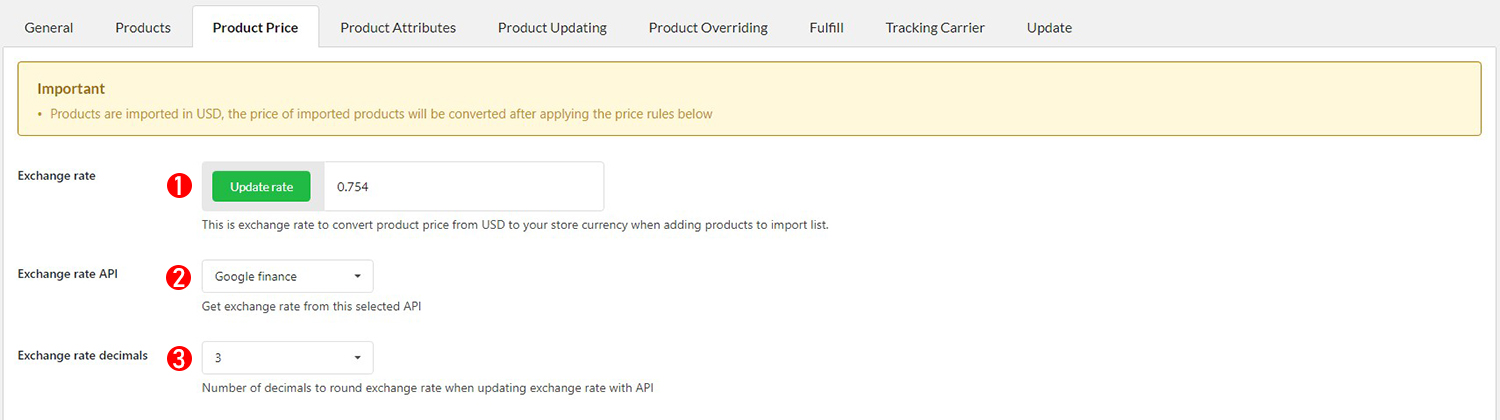 General Products Product Price Product Attributes Product Updating Product Overriding Fulfill Tracking Carrier Update
Important
• Products are imported in USD, the price of imported products will be converted after applying the price rules below
Exchange rate 1 Update rate 0.754
This is exchange rate to convert product price from USD to your store currency when adding products to import list.
Exchange rate API 2 Google finance
Get exchange rate from this selected API
Exchange rate decimals 3 3
Number of decimals to round exchange rate when updating exchange rate with API